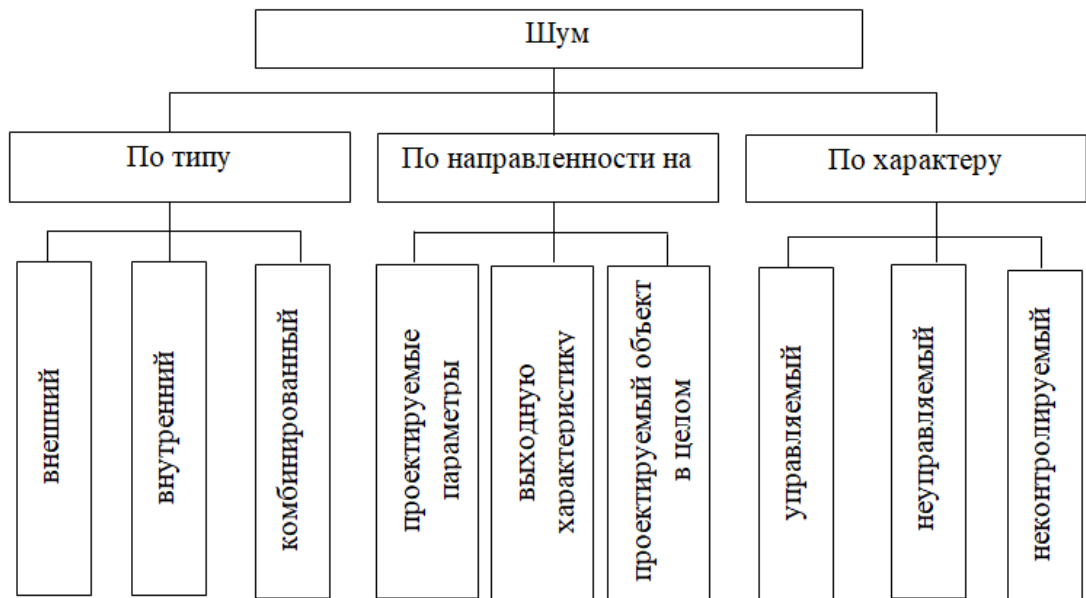 Шум
По типу
По направленности на
По характеру
внешний
внутренний
комбинированный
проектируемые
параметры
выходную
характеристику
проектируемый объект
в целом
управляемый
неуправляемый
неконтролируемый